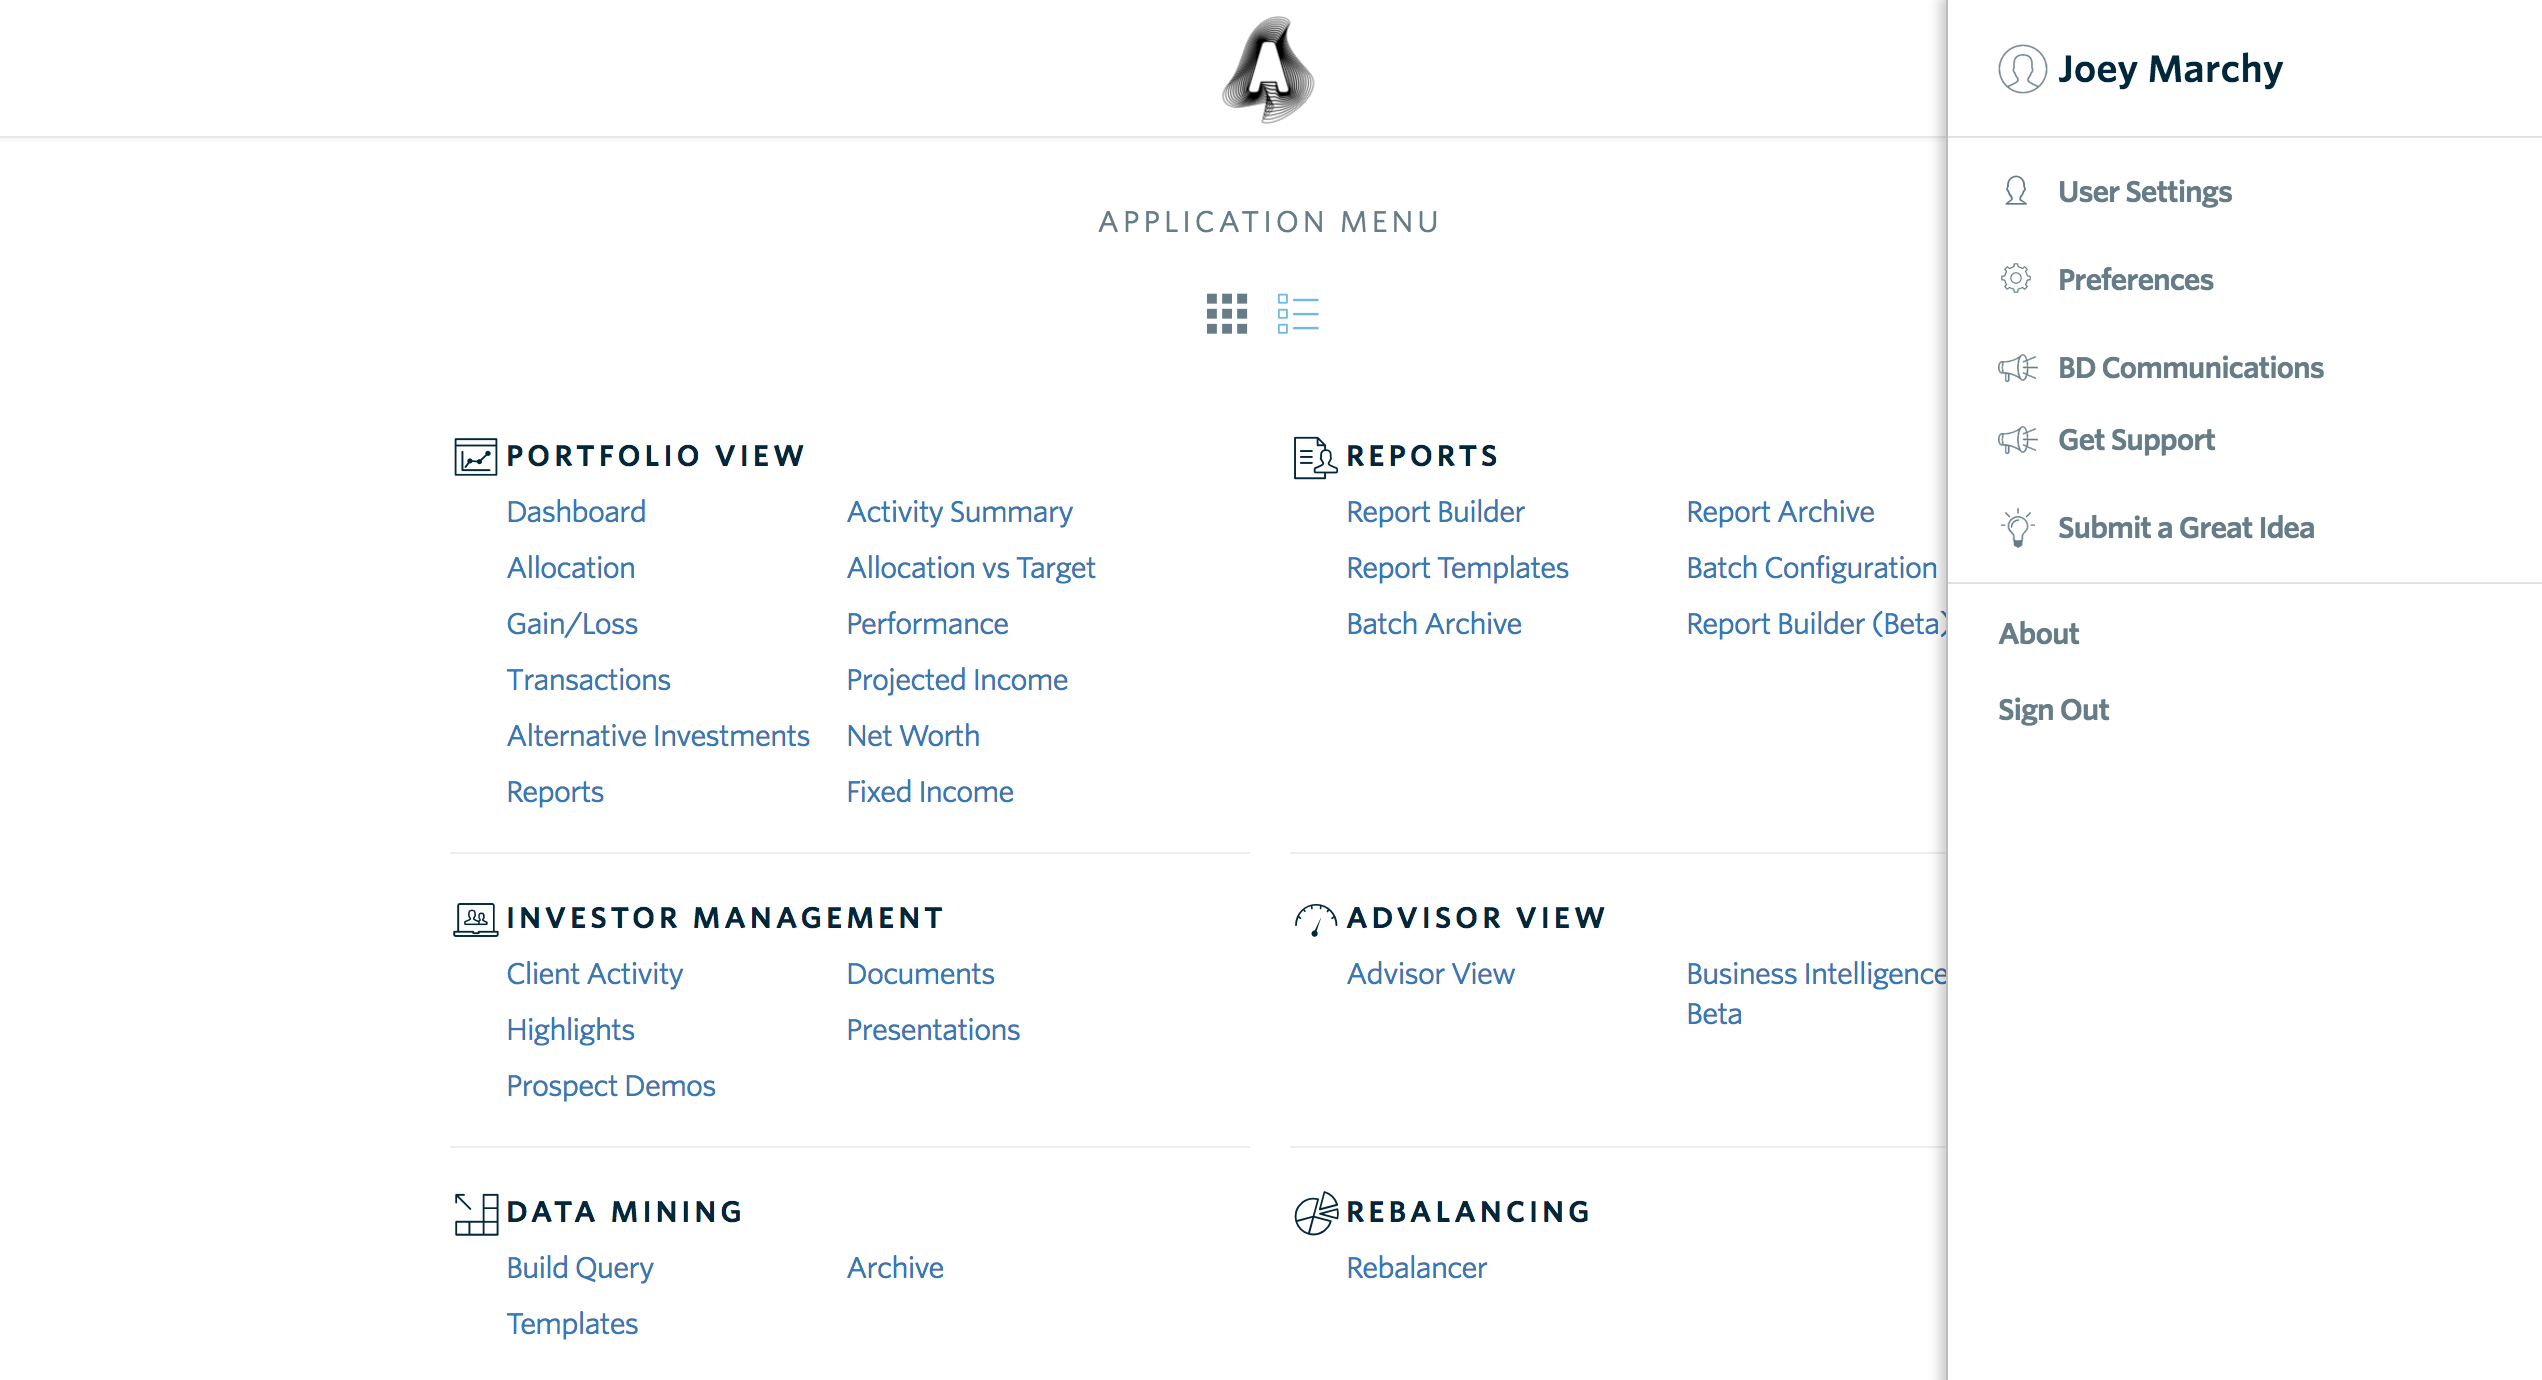 A
Joey Marchy
User Settings
Preferences
BD Communications
Get Support
Submit a Great Idea
About
Sign Out
APPLICATION MENU
PORTFOLIO VIEW
Dashboard
Activity Summary
Allocation
Allocation vs Target
Gain/Loss
Performance
Transactions
Projected Income
Alternative Investments
Net Worth
Reports
Fixed Income
REPORTS
Report Builder
Report Archive
Report Templates
Batch Configuration
Batch Archive
Report Builder (Beta)
INVESTOR MANAGEMENT
Client Activity
Documents
Highlights
Presentations
Prospect Demos
ADVISOR VIEW
Advisor View
Business Intelligence
Beta
DATA MINING
Build Query
Archive
Templates
REBALANCING
Rebalancer